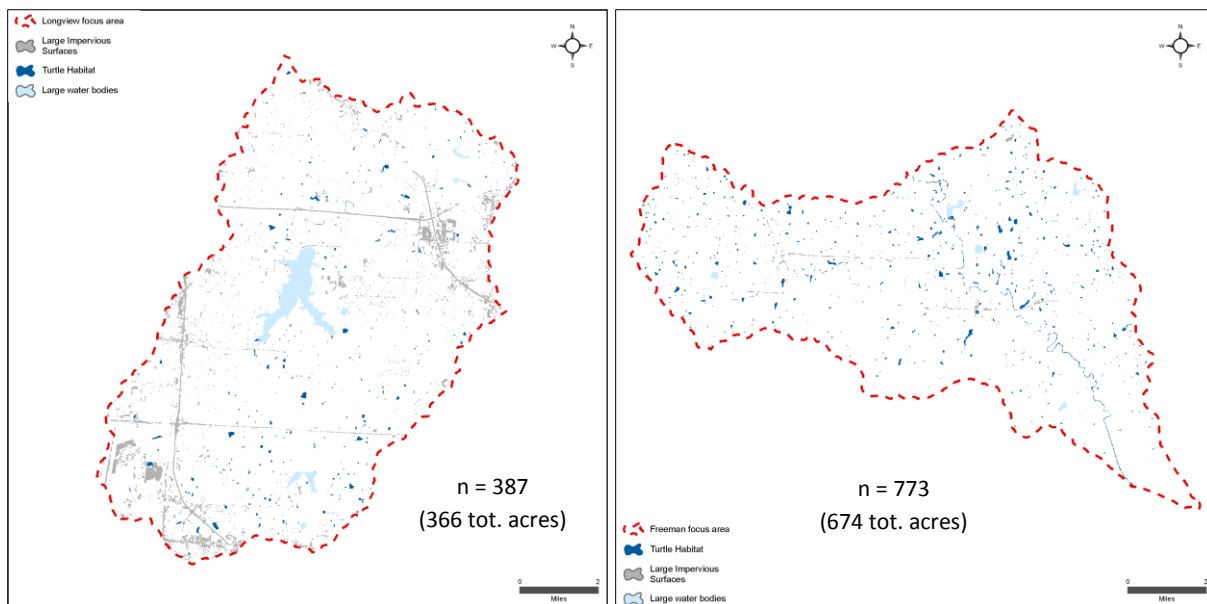 Longview focus area
Large Impervious
Surfaces
Turtle Habitat
Large water bodies
N
W E
S
n = 387
(366 tot. acres)
0 2
Miles
N
W E
S
n = 773
(674 tot. acres)
Freeman focus area
Turtle Habitat
Large Impervious
Surfaces
Large water bodies
0 2
Miles